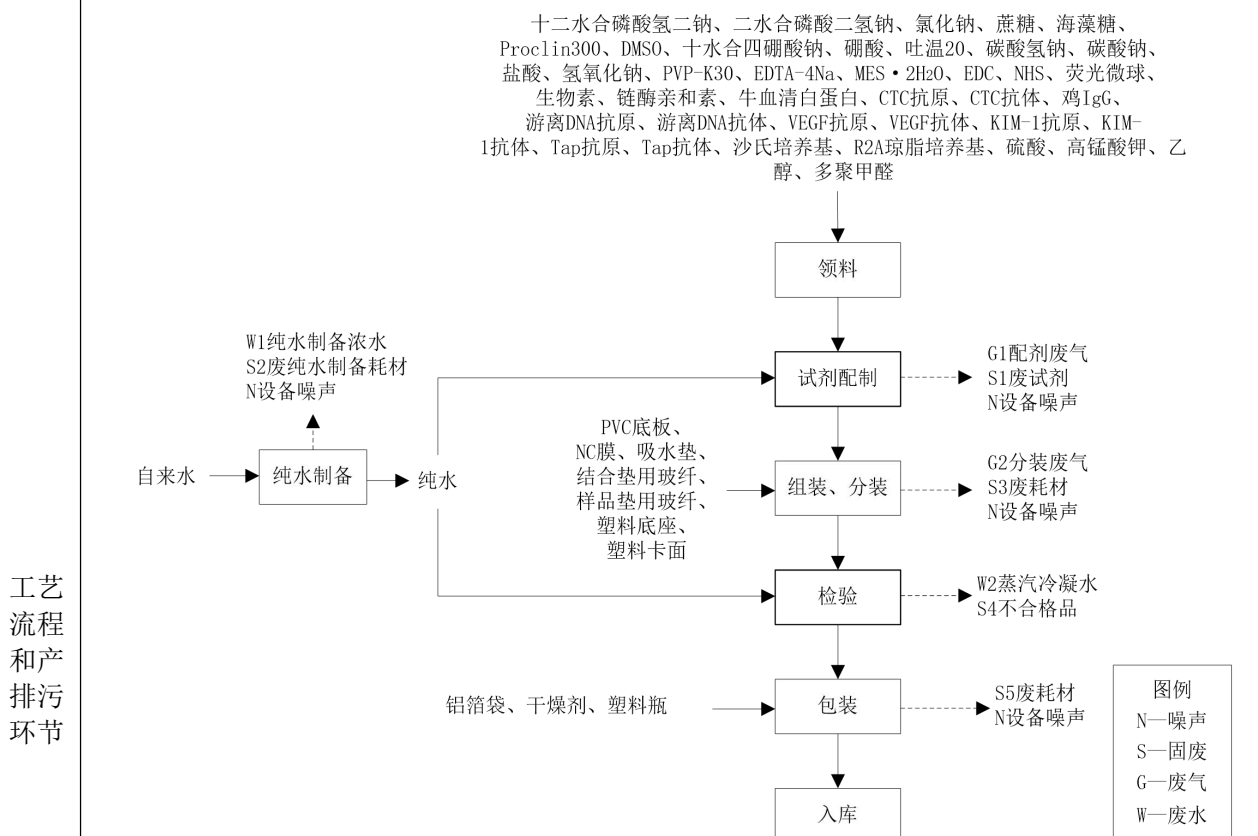 十二水合磷酸氢二钠、二水合磷酸二氢钠、氯化钠、蔗糖、海藻糖、
Proclin300、DMSO、十水合四硼酸钠、硼酸、吐温20、碳酸氢钠、碳酸钠、
盐酸、氢氧化钠、PVP-K30、EDTA-4Na、MES·2H₂O、EDC、NHS、荧光微球、
生物素、链酶亲和素、牛血清白蛋白、CTC抗原、CTC抗体、鸡IgG、
游离DNA抗原、游离DNA抗体、VEGF抗原、VEGF抗体、KIM-1抗原、KIM-
1抗体、Tap抗原、Tap抗体、沙氏培养基、R2A琼脂培养基、硫酸、高锰酸钾、乙
醇、多聚甲醛
领料
W1纯水制备浓水
S2废纯水制备耗材
N设备噪声
试剂配制
G1配剂废气
S1废试剂
N设备噪声
自来水
纯水制备
纯水
PVC底板、
NC膜、吸水垫、
结合垫用玻纤、
样品垫用玻纤、
塑料底座、
塑料卡面
组装、分装
G2分装废气
S3废耗材
N设备噪声
检验
W2蒸汽冷凝水
S4不合格品
工艺
流程
和产
排污
环节
铝箔袋、干燥剂、塑料瓶
包装
S5废耗材
N设备噪声
入库
图例
N—噪声
S—固废
G—废气
W—废水